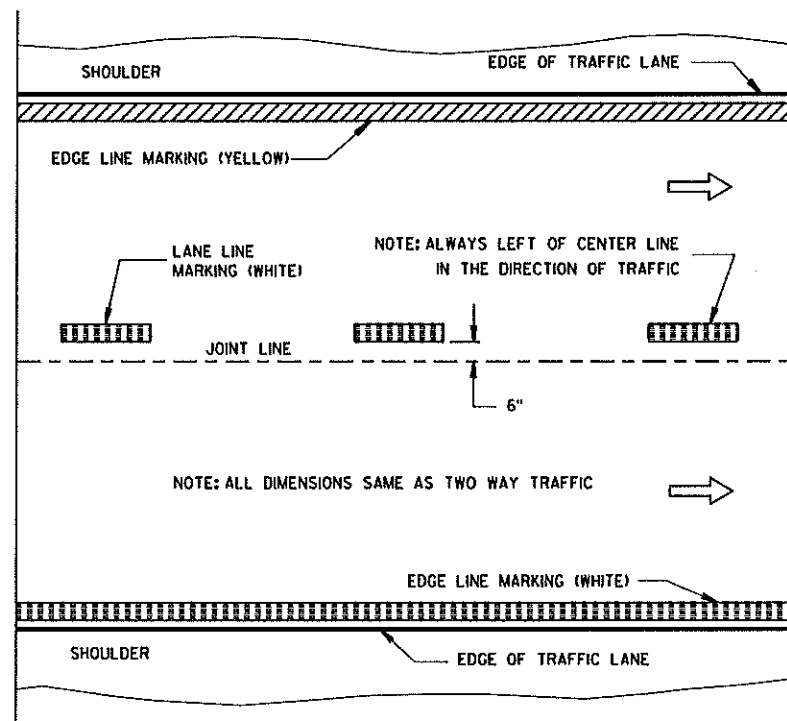 SHOULDER
EDGE OF TRAFFIC LANE
EDGE LINE MARKING (YELLOW)
LANE LINE
MARKING (WHITE)
NOTE: ALWAYS LEFT OF CENTER LINE
IN THE DIRECTION OF TRAFFIC
JOINT LINE
6"
NOTE: ALL DIMENSIONS SAME AS TWO WAY TRAFFIC
EDGE LINE MARKING (WHITE)
SHOULDER
EDGE OF TRAFFIC LANE